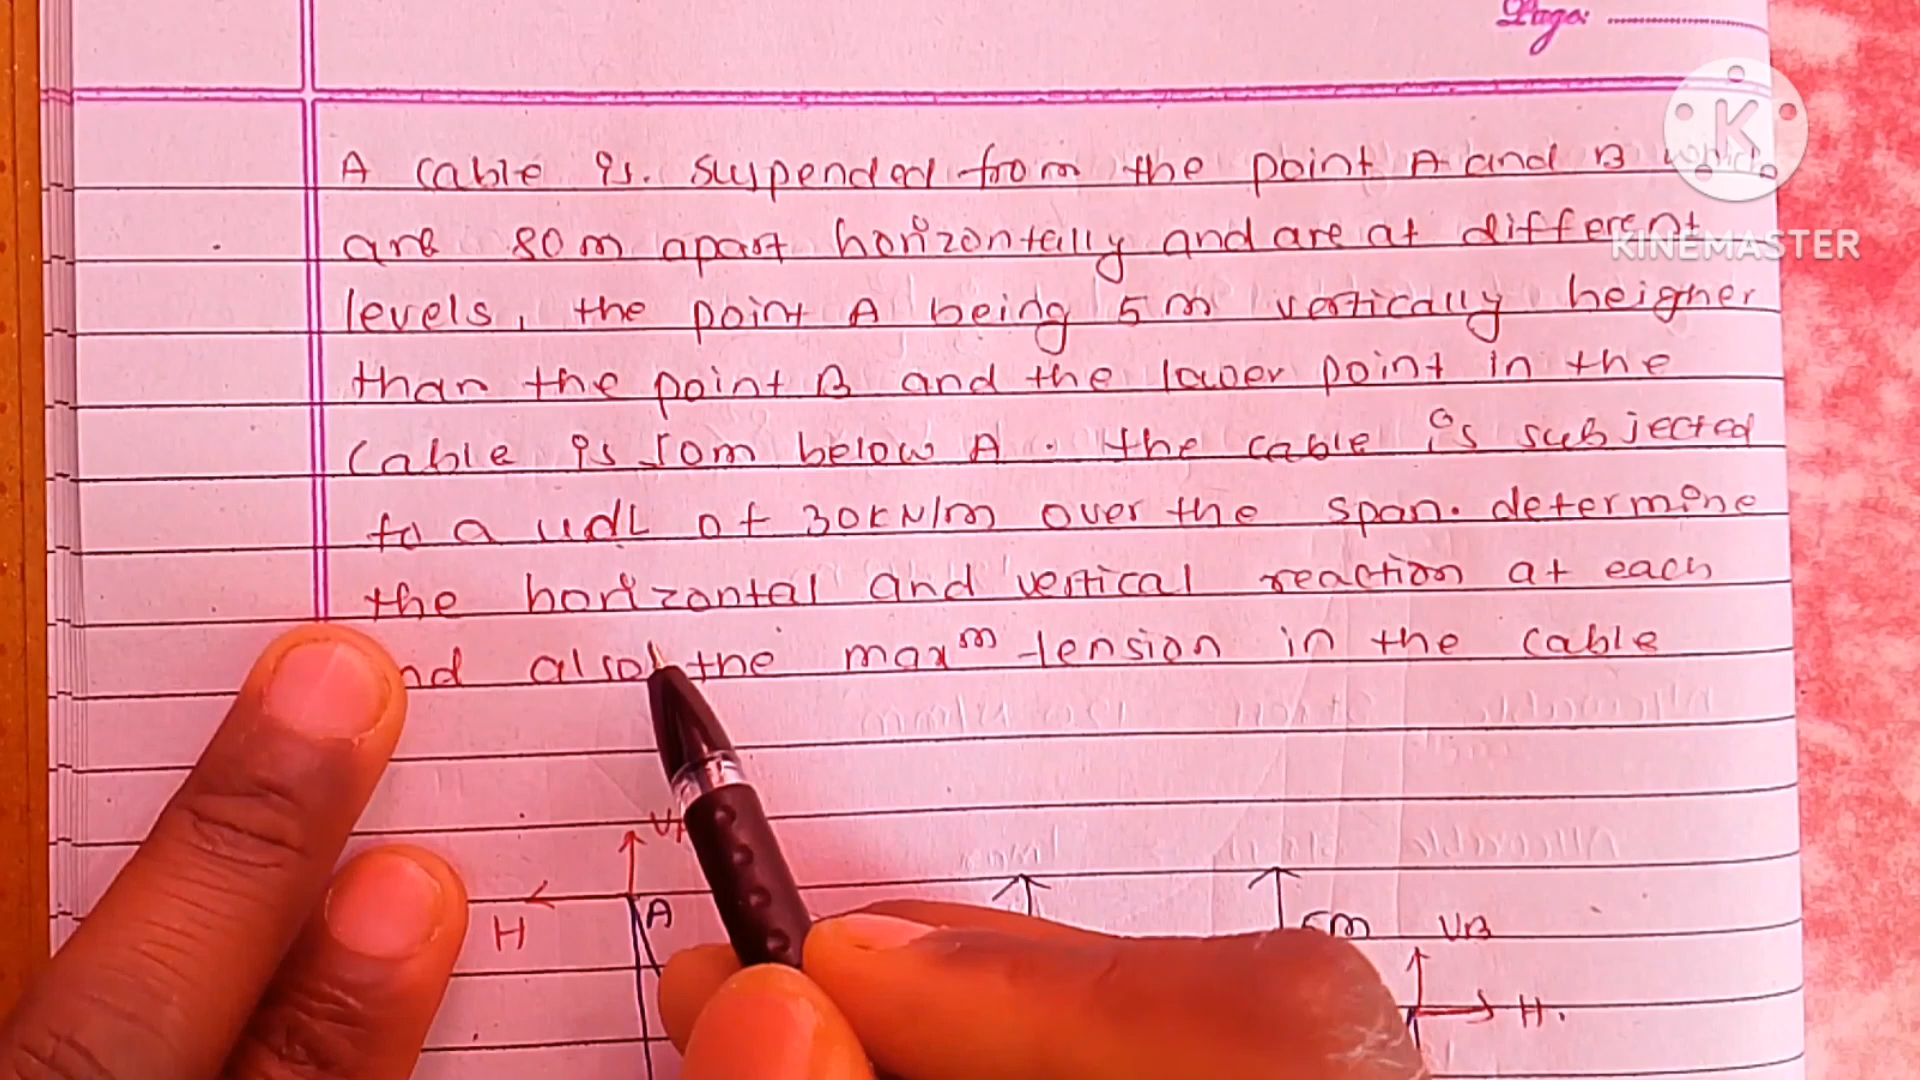 Page:
A cable is. suspended from the point A and B which
are 80m apart horizontally and are at different
levels, the point A being 5m vertically heigher
than the point B and the lower point in the
Cable is 10m below A. the cable is subjected
to a udL of 30kN/m over the span. determine
the horizontal and vertical reaction at each
nd also the maxm tension in the cable
K
KINEMASTER
A
H
5m
VB
H.